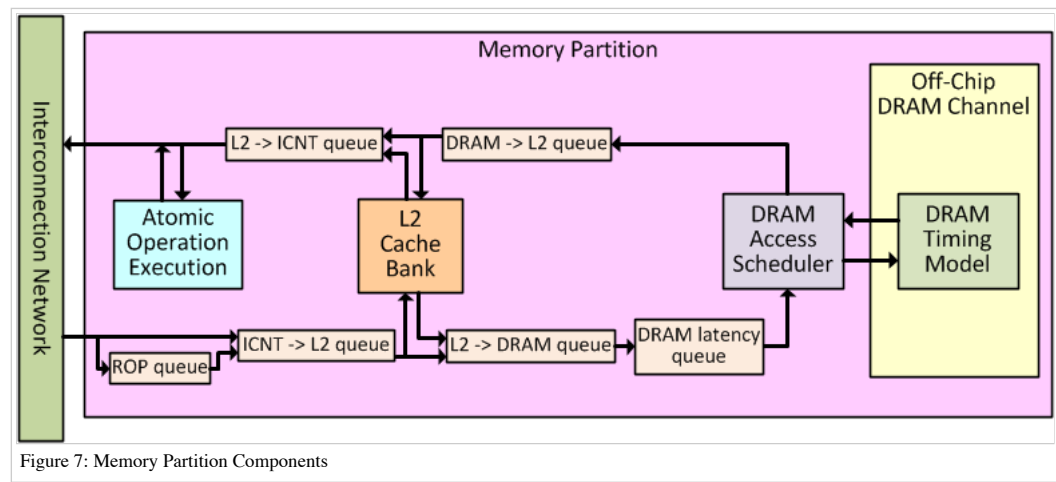 Interconnection Network
Memory Partition
Off-Chip
DRAM Channel
L2 -> ICNT queue
DRAM -> L2 queue
Atomic
Operation
Execution
L2
Cache
Bank
DRAM
Access
Scheduler
DRAM
Timing
Model
ROP queue
ICNT -> L2 queue
L2 -> DRAM queue
DRAM latency
queue
Figure 7: Memory Partition Components